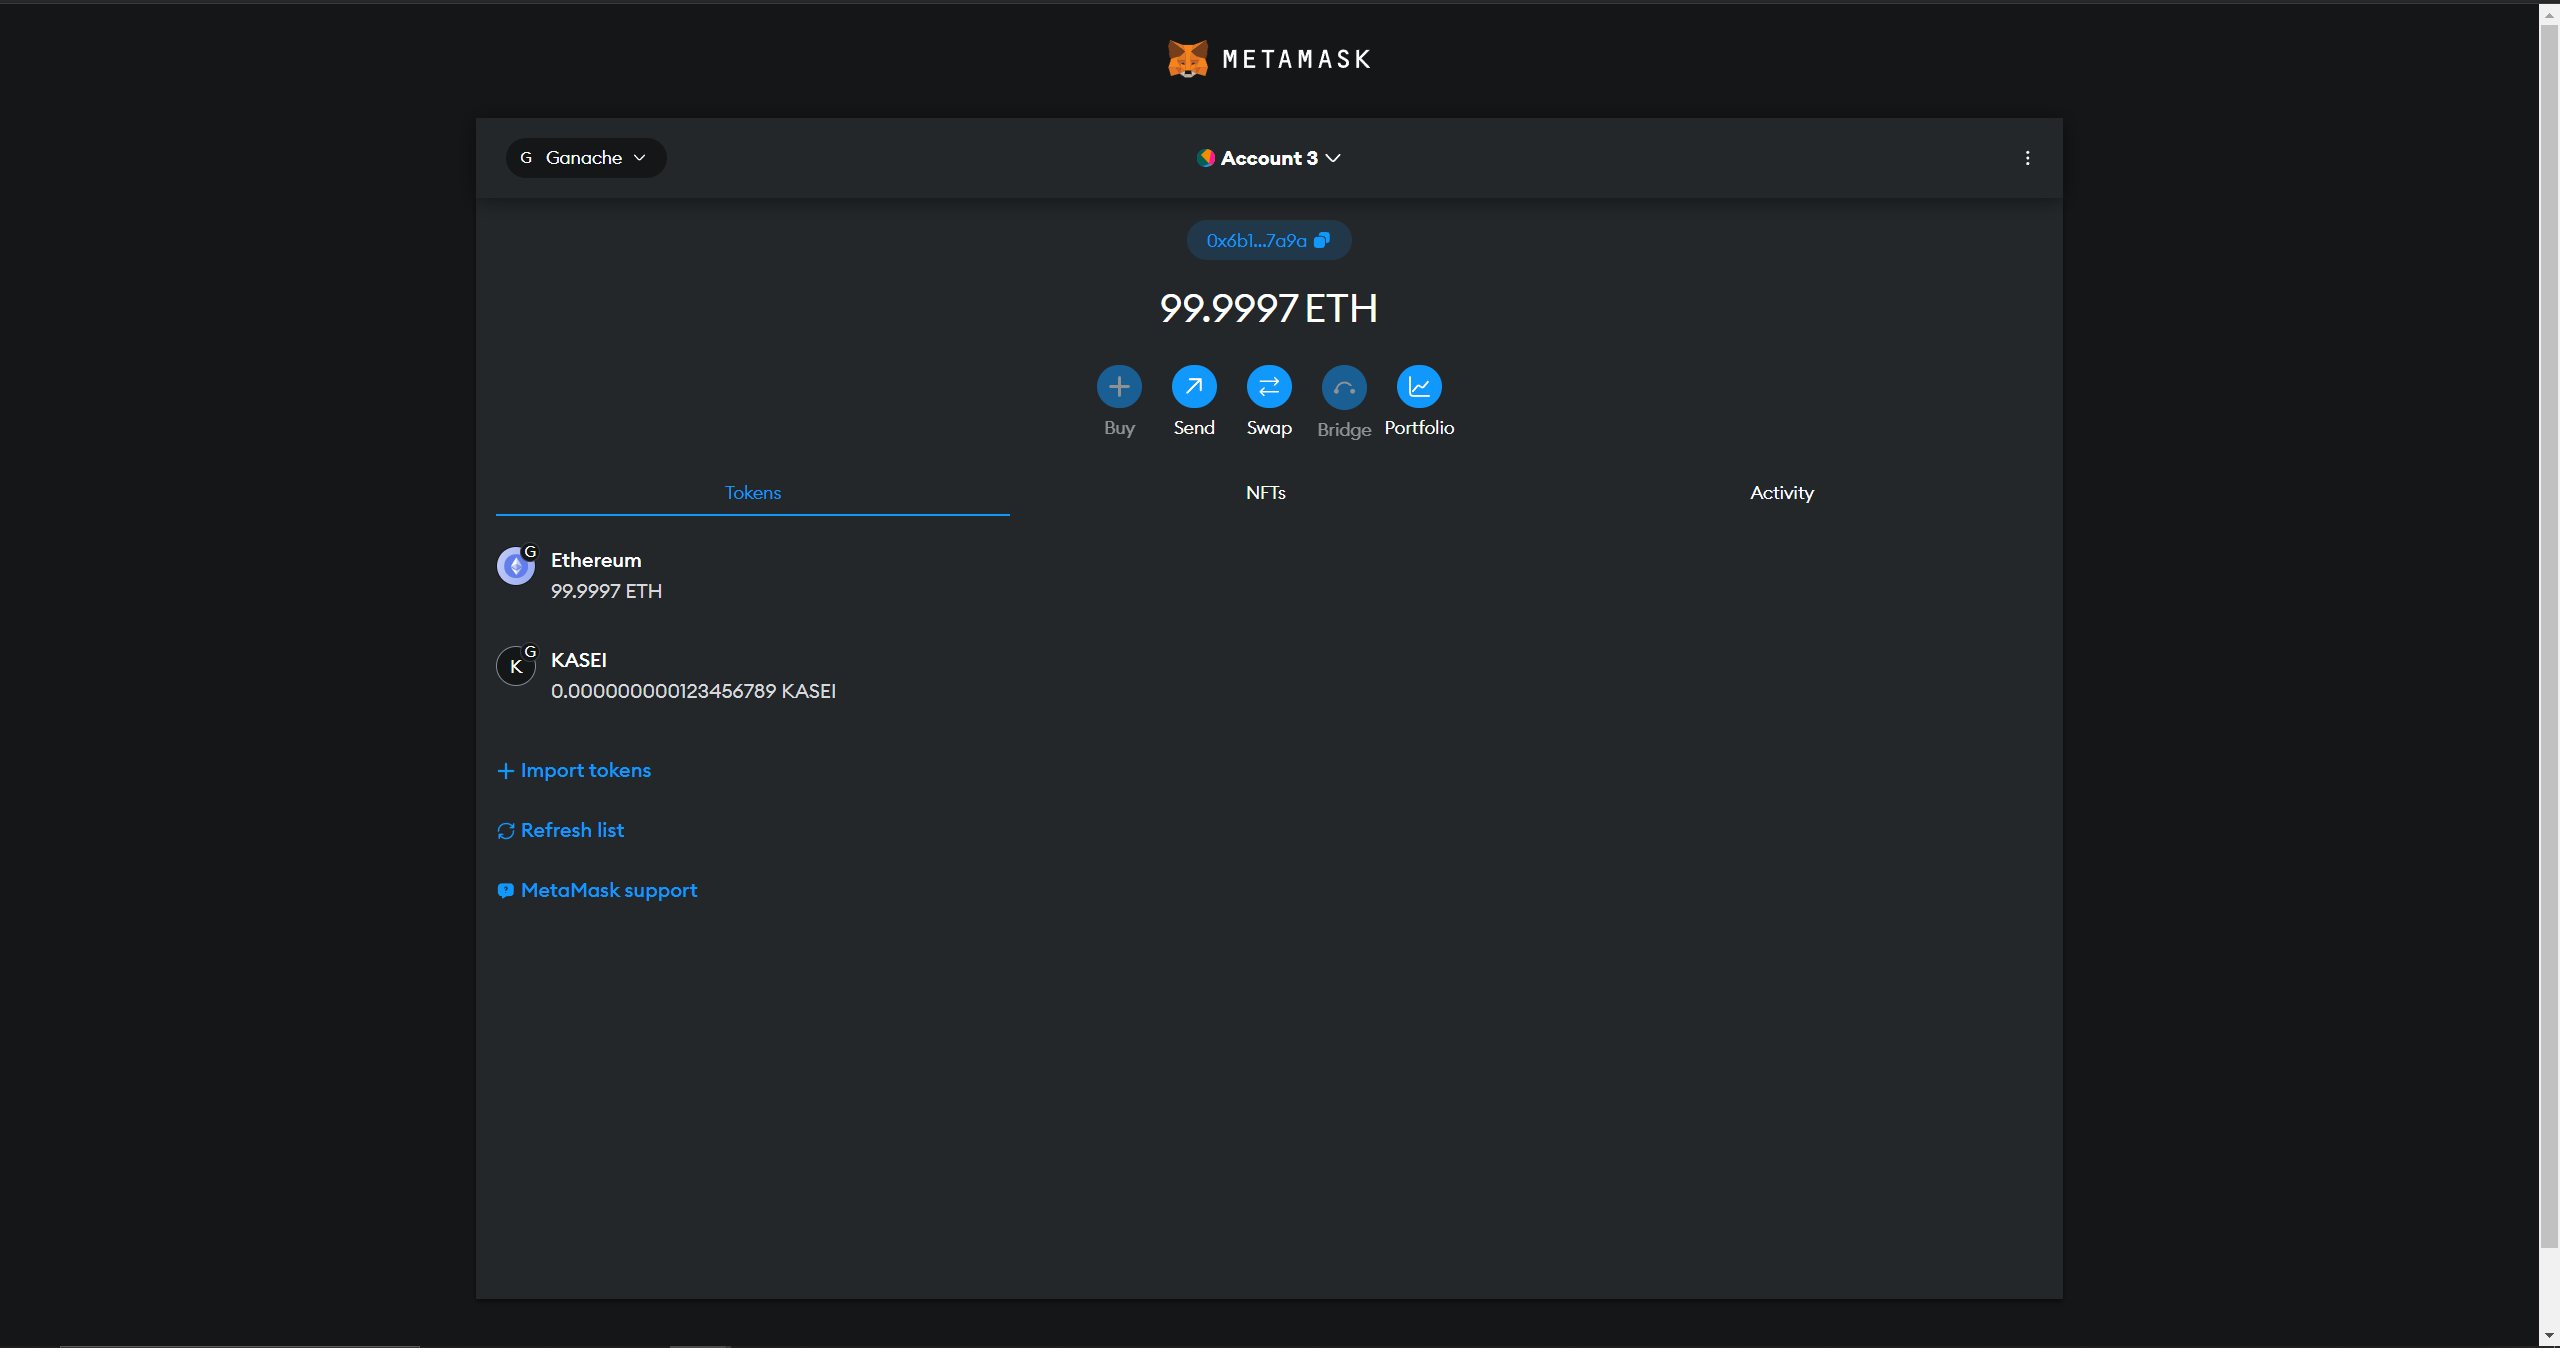 METAMASK
G Ganache
Account 3
0x6b1...7a9a
99.9997 ETH
Buy Send Swap Bridge Portfolio
Tokens NFTs Activity
G
Ethereum
99.9997 ETH
K G
KASEI
0.000000000123456789 KASEI
Import tokens
Refresh list
MetaMask support